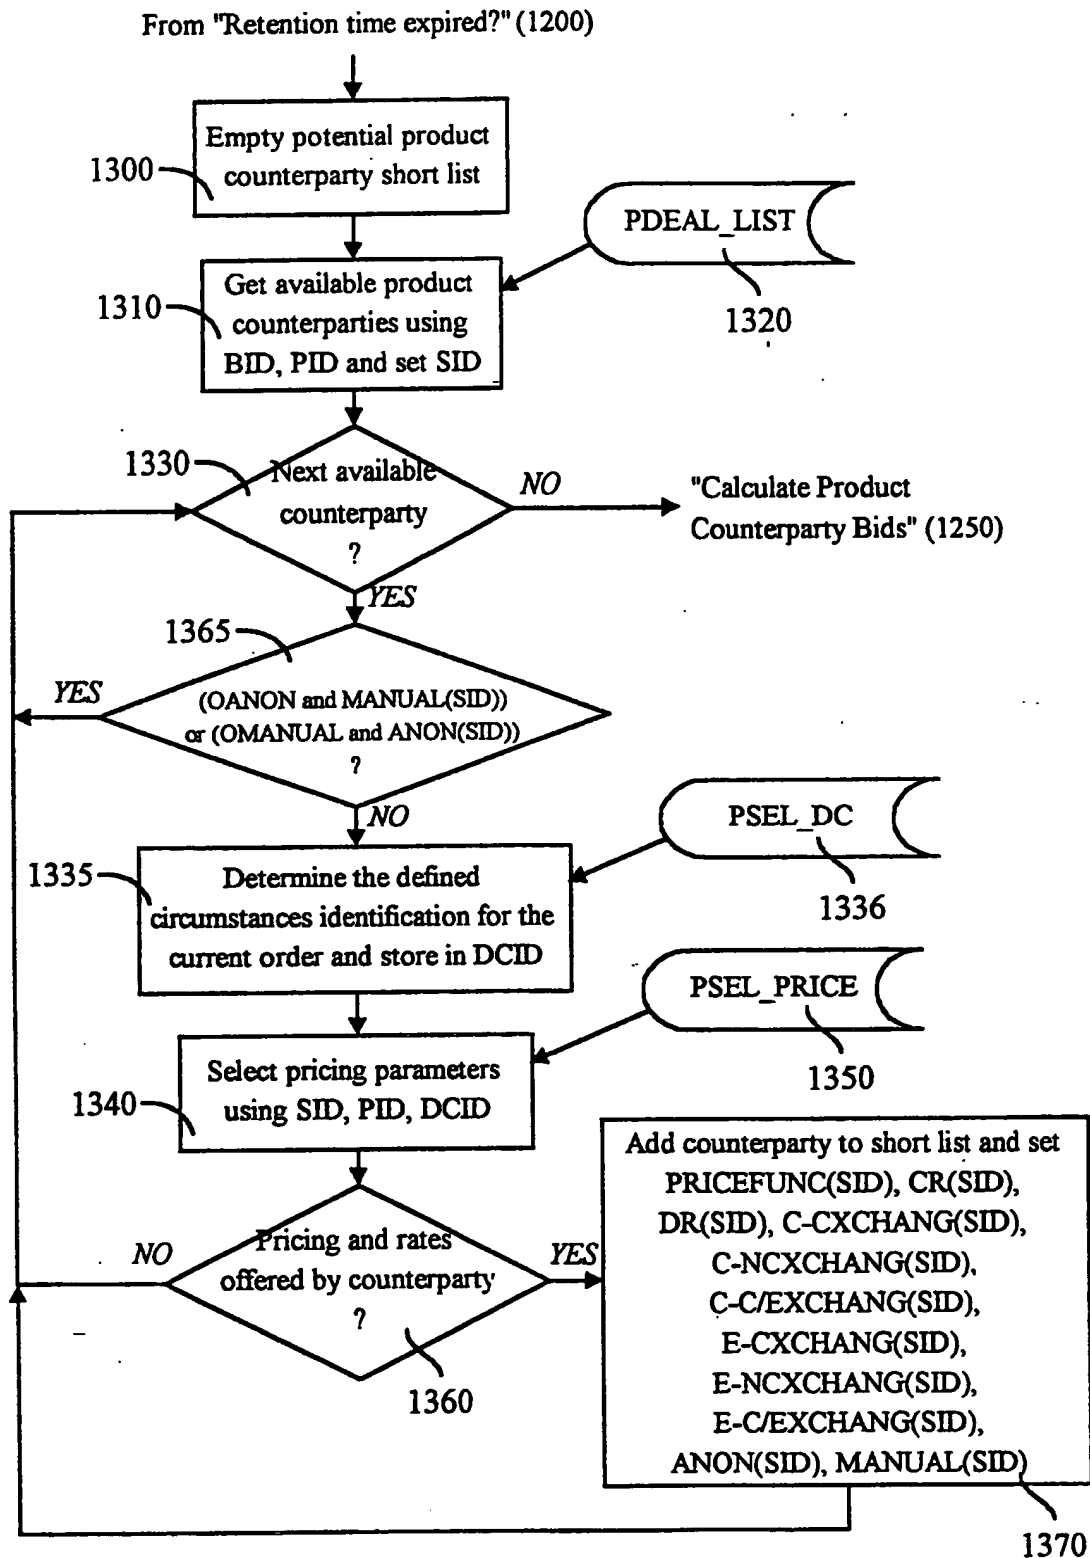 From "Retention time expired?" (1200)
Empty potential product
counterparty short list
1300
PDEAL_LIST
1320
Get available product
counterparties using
BID, PID and set SID
1310
Next available
counterparty
?
1330
NO
"Calculate Product
Counterparty Bids" (1250)
YES
1365
YES
(OANON and MANUAL(SID))
or (OMANUAL and ANON(SID))
?
NO
PSEL_DC
1336
1335
Determine the defined
circumstances identification for the
current order and store in DCID
PSEL_PRICE
1350
Select pricing parameters
using SID, PID, DCID
1340
NO
Pricing and rates
offered by counterparty
?
YES
1360
Add counterparty to short list and set
PRICEFUNC(SID), CR(SID),
DR(SID), C-CXCHANG(SID),
C-NCXCHANG(SID),
C-C/EXCHANG(SID),
E-CXCHANG(SID),
E-NCXCHANG(SID),
E-C/EXCHANG(SID),
ANON(SID), MANUAL(SID)
1370